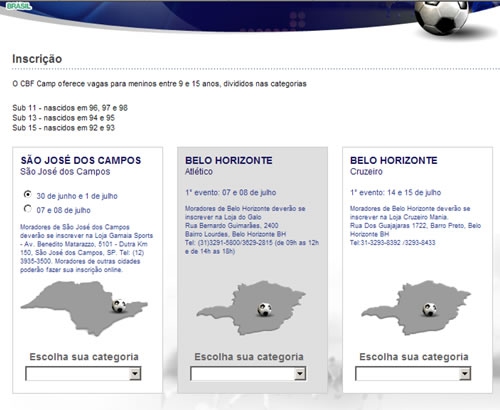 BRASIL
Inscrição
O CBF Camp oferece vagas para meninos entre 9 e 15 anos, divididos nas categorias
Sub 11 - nascidos em 96, 97 e 98
Sub 13 - nascidos em 94 e 95
Sub 15 - nascidos em 92 e 93
SÃO JOSÉ DOS CAMPOS
São José dos Campos
30 de junho e 1 de julho
07 e 08 de julho
Moradores de São José dos Campos
deverão se inscrever na Loja Gamaia Sports
- Av. Benedito Matarazzo, 5101 - Dutra Km
150, São José dos Campos, SP. Tel: (12)
3935-3500. Moradores de outras cidades
poderão fazer sua inscrição online.
Escolha sua categoria
BELO HORIZONTE
Atlético
1° evento: 07 e 08 de julho
Moradores de Belo Horizonte deverão se
inscrever na Loja do Galo
Rua Bernardo Guimarães, 2400
Bairro Lourdes, Belo Horizonte BH
Tel: (31)3291-5800/3629-2815 (de 09h as 12h
e de 14h as 18h)
Escolha sua categoria
BELO HORIZONTE
Cruzeiro
1° evento: 14 e 15 de julho
Moradores de Belo Horizonte deverão se
inscrever na Loja Cruzeiro Mania.
Rua Dos Guajajaras 1722, Barro Preto, Belo
Horizonte BH
Tel:31-3293-8392 /3293-8433
Escolha sua categoria